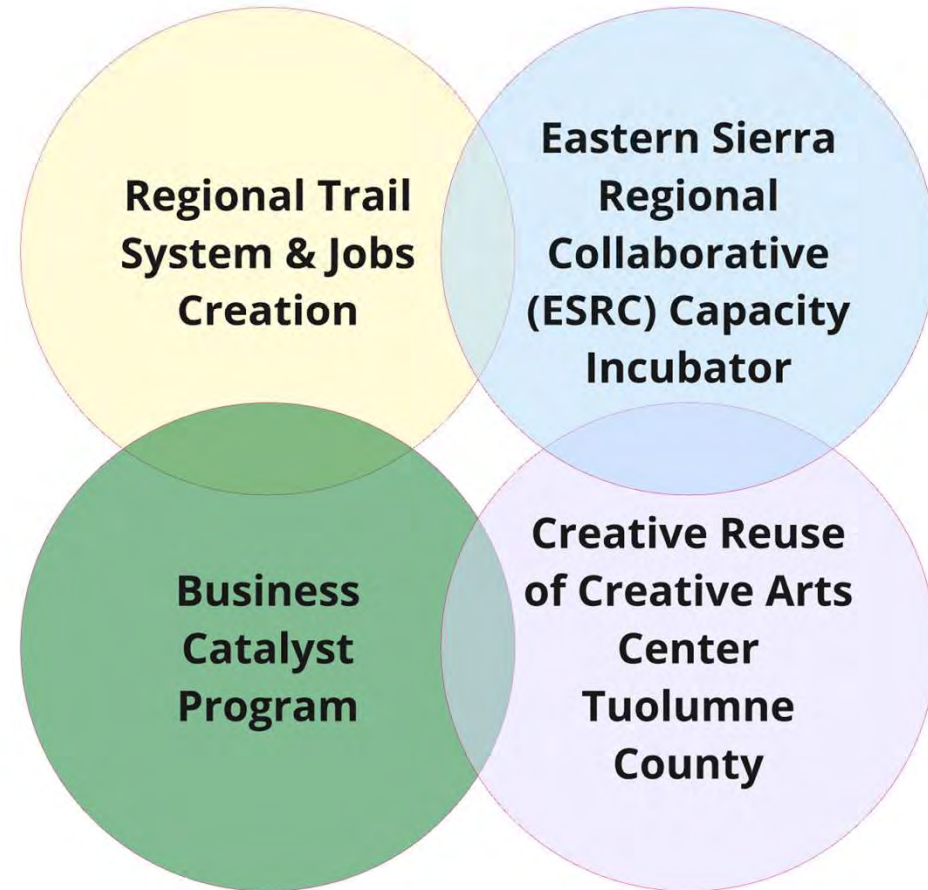 Regional Trail
System & Jobs
Creation
Eastern Sierra
Regional
Collaborative
(ESRC) Capacity
Incubator
Business
Catalyst
Program
Creative Reuse
of Creative Arts
Center
Tuolumne
County